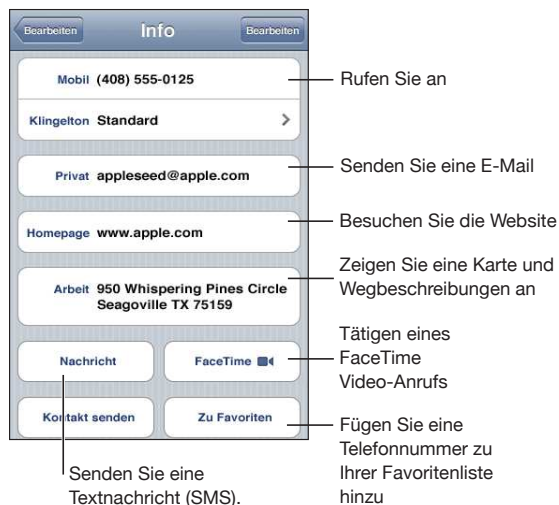 Bearbeiten Info Bearbeiten
Mobil (408) 555-0125
Klingelton Standard
Privat appleseed@apple.com
Homepage www.apple.com
Arbeit 950 Whispering Pines Circle
Seagoville TX 75159
Nachricht FaceTime
Kontakt senden Zu Favoriten
Rufen Sie an
Senden Sie eine E-Mail
Besuchen Sie die Website
Zeigen Sie eine Karte und
Wegbeschreibungen an
Tätigen eines
FaceTime
Video-Anrufs
Fügen Sie eine
Telefonnummer zu
Ihrer Favoritenliste
hinzu
Senden Sie eine
Textnachricht (SMS).